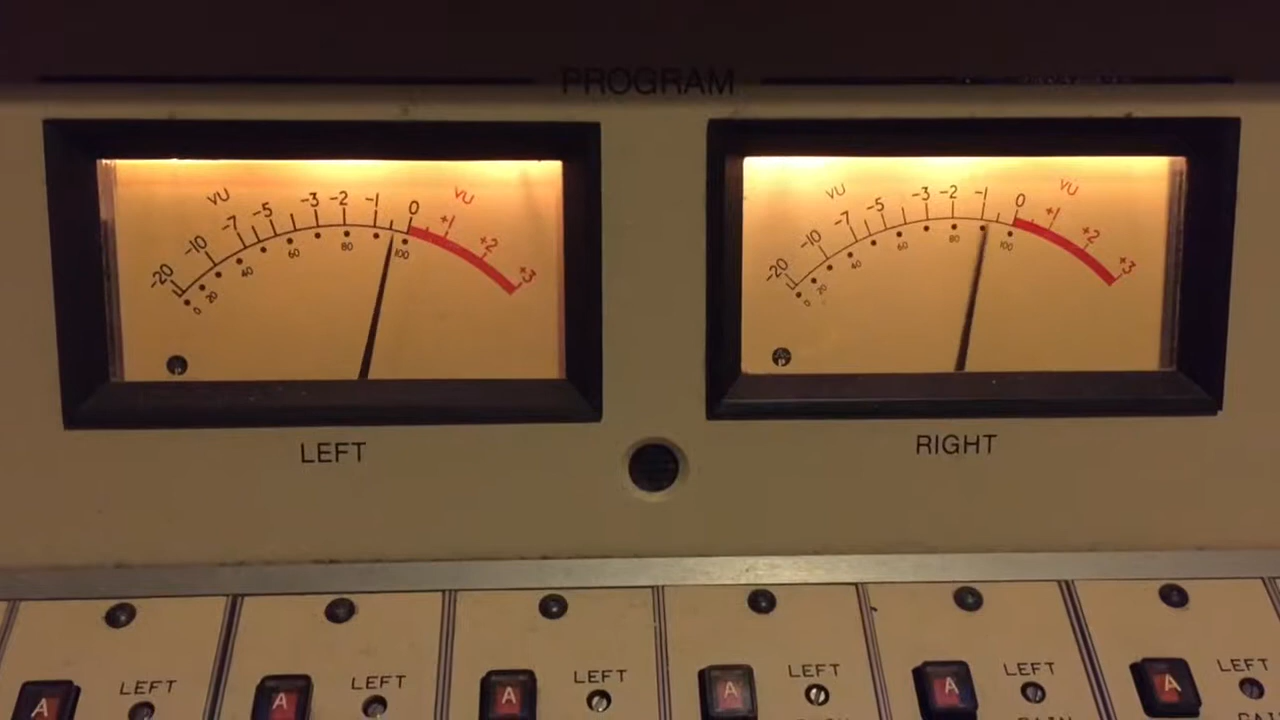 PROGRAM
VU -20 -10 -7 -5 -3 -2 -1 0 +1 +2 +3 VU
0 20 40 60 80 100
VU -20 -10 -7 -5 -3 -2 -1 0 +1 +2 +3 VU
0 20 40 60 80 100
LEFT RIGHT
LEFT LEFT LEFT LEFT LEFT LEFT
A A A A A A